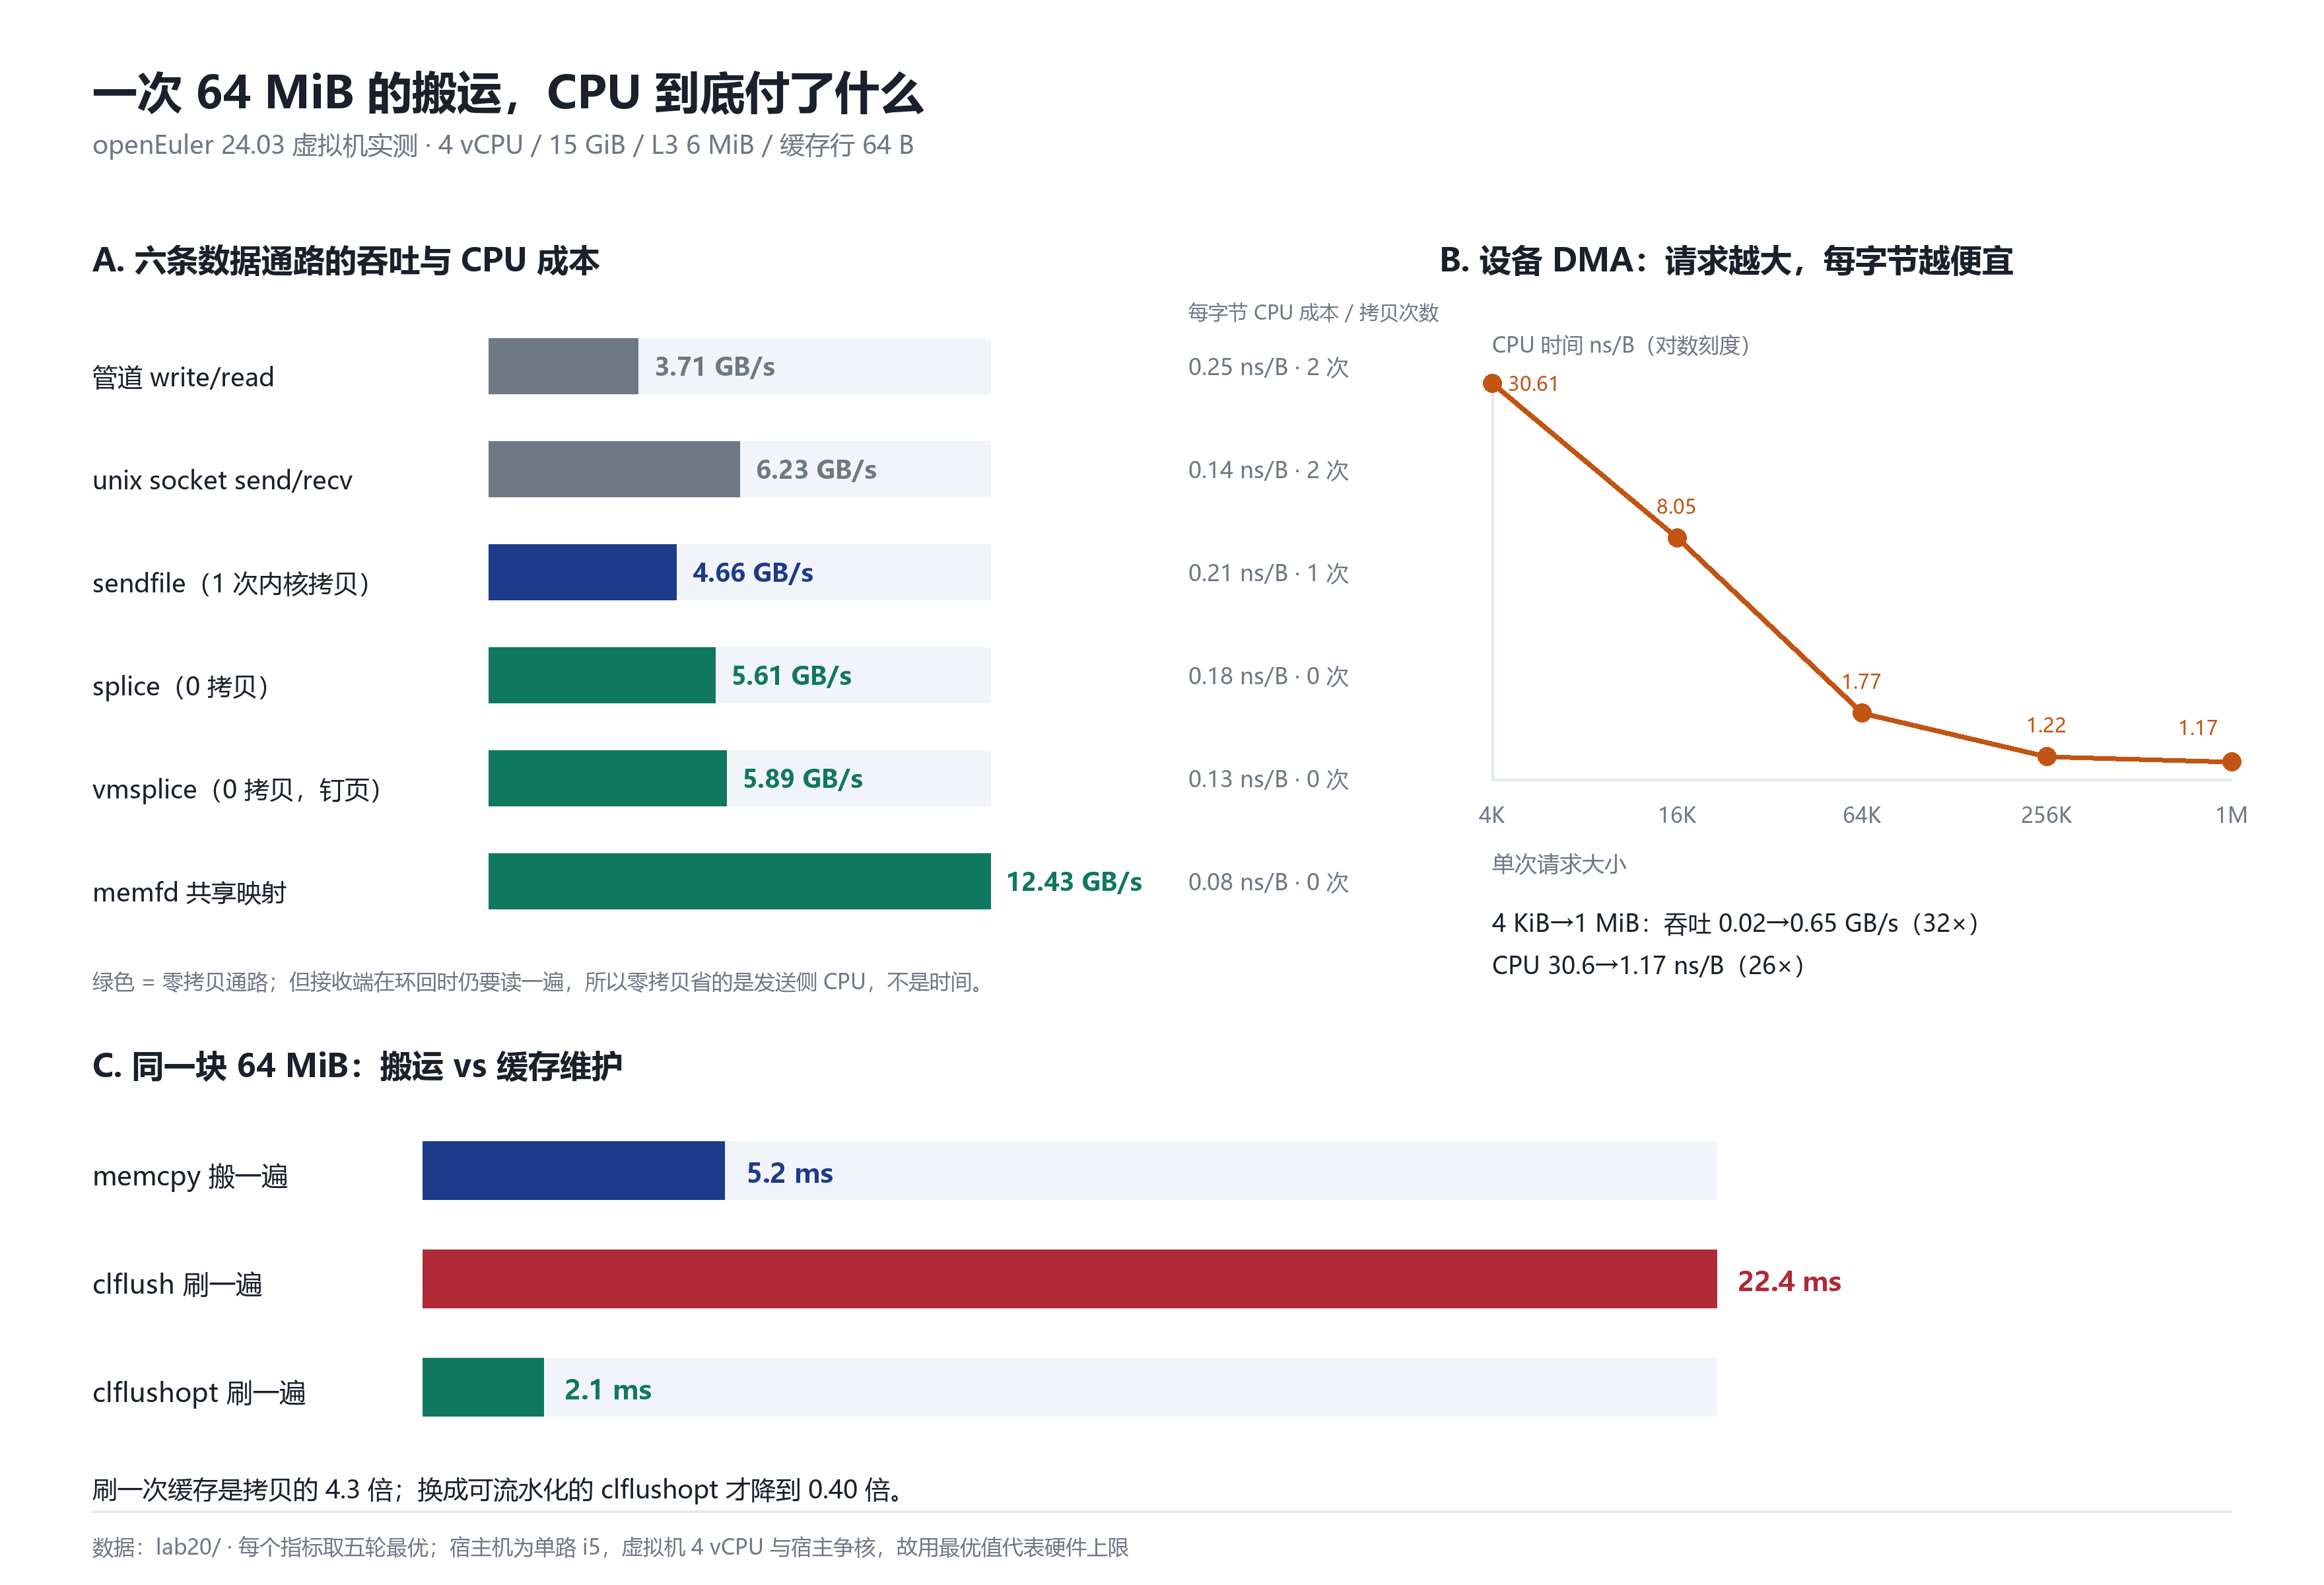 一次 64 MiB 的搬运，CPU 到底付了什么
openEuler 24.03 虚拟机实测 · 4 vCPU / 15 GiB / L3 6 MiB / 缓存行 64 B
A. 六条数据通路的吞吐与 CPU 成本
每字节 CPU 成本 / 拷贝次数
管道 write/read
3.71 GB/s
0.25 ns/B · 2 次
unix socket send/recv
6.23 GB/s
0.14 ns/B · 2 次
sendfile（1 次内核拷贝）
4.66 GB/s
0.21 ns/B · 1 次
splice（0 拷贝）
5.61 GB/s
0.18 ns/B · 0 次
vmsplice（0 拷贝，钉页）
5.89 GB/s
0.13 ns/B · 0 次
memfd 共享映射
12.43 GB/s
0.08 ns/B · 0 次
绿色 = 零拷贝通路；但接收端在环回时仍要读一遍，所以零拷贝省的是发送侧 CPU，不是时间。
B. 设备 DMA：请求越大，每字节越便宜
CPU 时间 ns/B（对数刻度）
30.61
8.05
1.77
1.22
1.17
4K
16K
64K
256K
1M
单次请求大小
4 KiB→1 MiB：吞吐 0.02→0.65 GB/s（32×）
CPU 30.6→1.17 ns/B（26×）
C. 同一块 64 MiB：搬运 vs 缓存维护
memcpy 搬一遍
5.2 ms
clflush 刷一遍
22.4 ms
clflushopt 刷一遍
2.1 ms
刷一次缓存是拷贝的 4.3 倍；换成可流水化的 clflushopt 才降到 0.40 倍。
数据：lab20/ · 每个指标取五轮最优；宿主机为单路 i5，虚拟机 4 vCPU 与宿主争核，故用最优值代表硬件上限